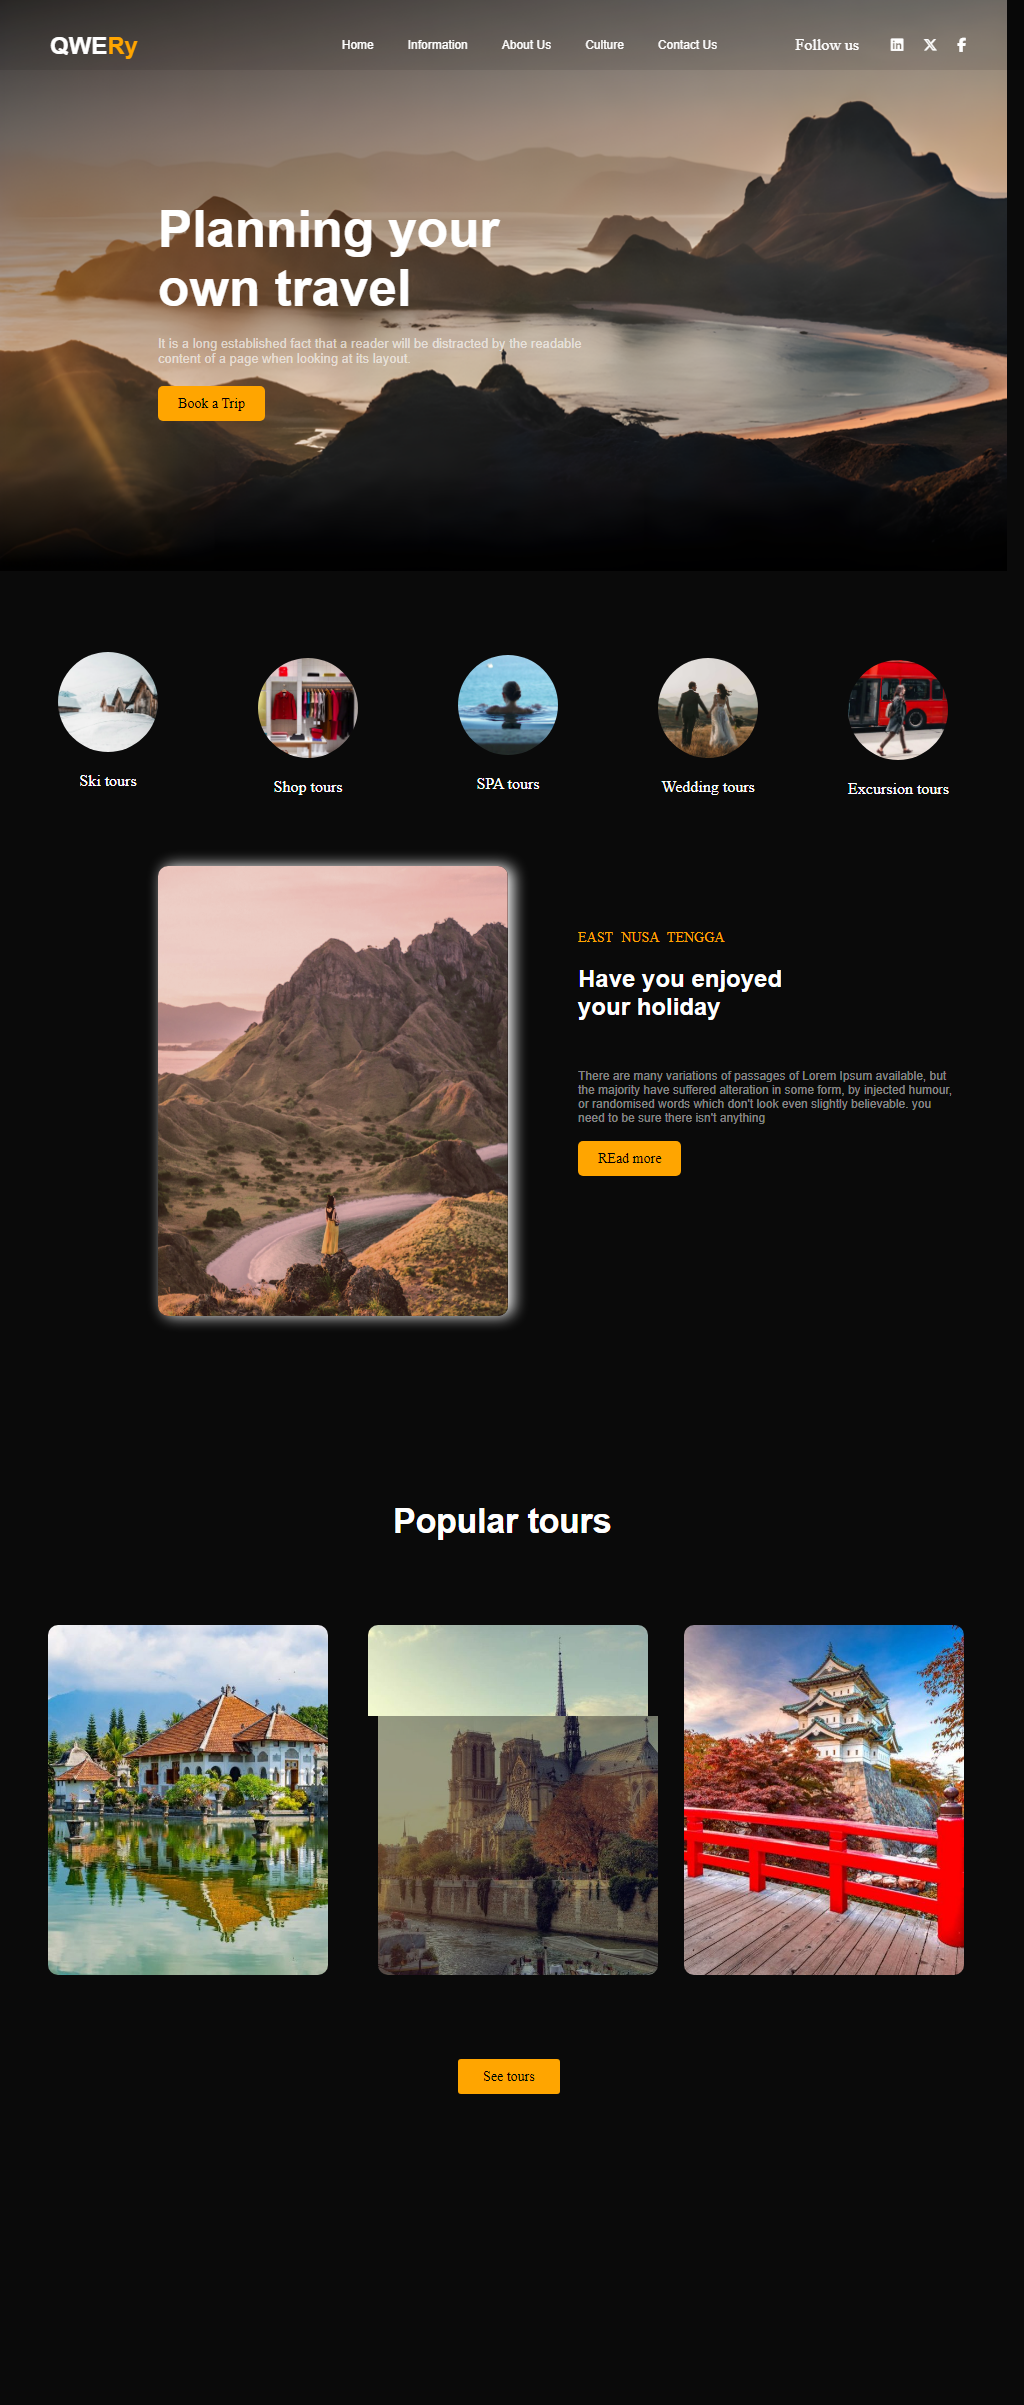 QWERy
Home Information About Us Culture Contact Us Follow us
Planning your
own travel
It is a long established fact that a reader will be distracted by the readable
content of a page when looking at its layout.
Book a Trip
Ski tours
Shop tours
SPA tours
Wedding tours
Excursion tours
EAST NUSA TENGGA
Have you enjoyed
your holiday
There are many variations of passages of Lorem Ipsum available, but
the majority have suffered alteration in some form, by injected humour,
or randomised words which don't look even slightly believable. you
need to be sure there isn't anything
REad more
Popular tours
See tours